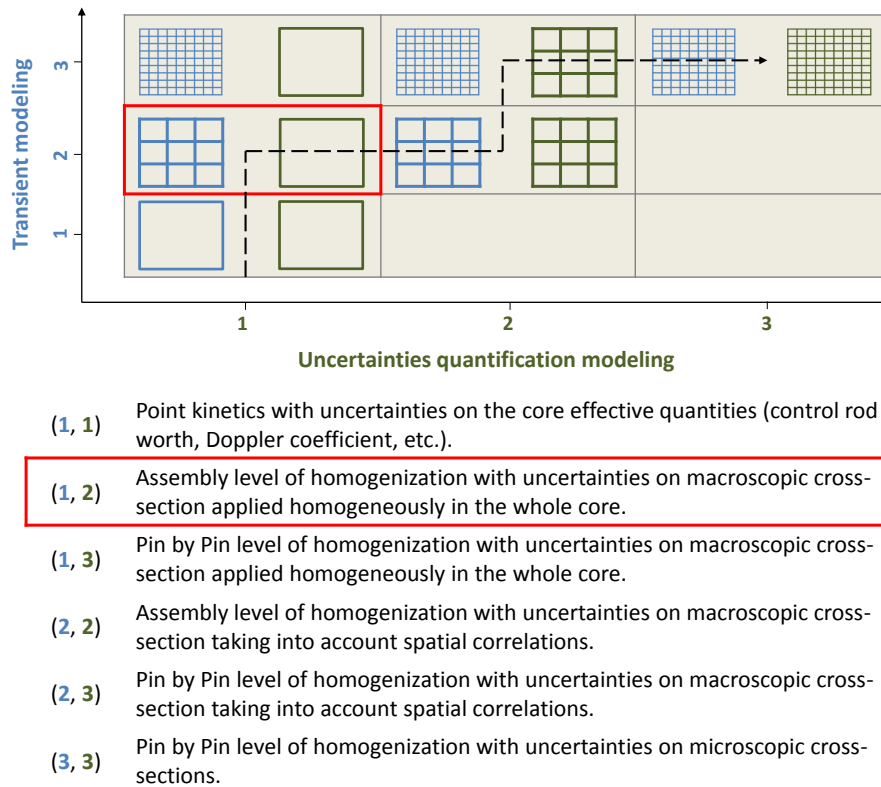 Transient modeling
3
2
1
1
2
3
Uncertainties quantification modeling
(1, 1) Point kinetics with uncertainties on the core effective quantities (control rod
worth, Doppler coefficient, etc.).
(1, 2) Assembly level of homogenization with uncertainties on macroscopic cross-
section applied homogeneously in the whole core.
(1, 3) Pin by Pin level of homogenization with uncertainties on macroscopic cross-
section applied homogeneously in the whole core.
(2, 2) Assembly level of homogenization with uncertainties on macroscopic cross-
section taking into account spatial correlations.
(2, 3) Pin by Pin level of homogenization with uncertainties on macroscopic cross-
section taking into account spatial correlations.
(3, 3) Pin by Pin level of homogenization with uncertainties on microscopic cross-
sections.